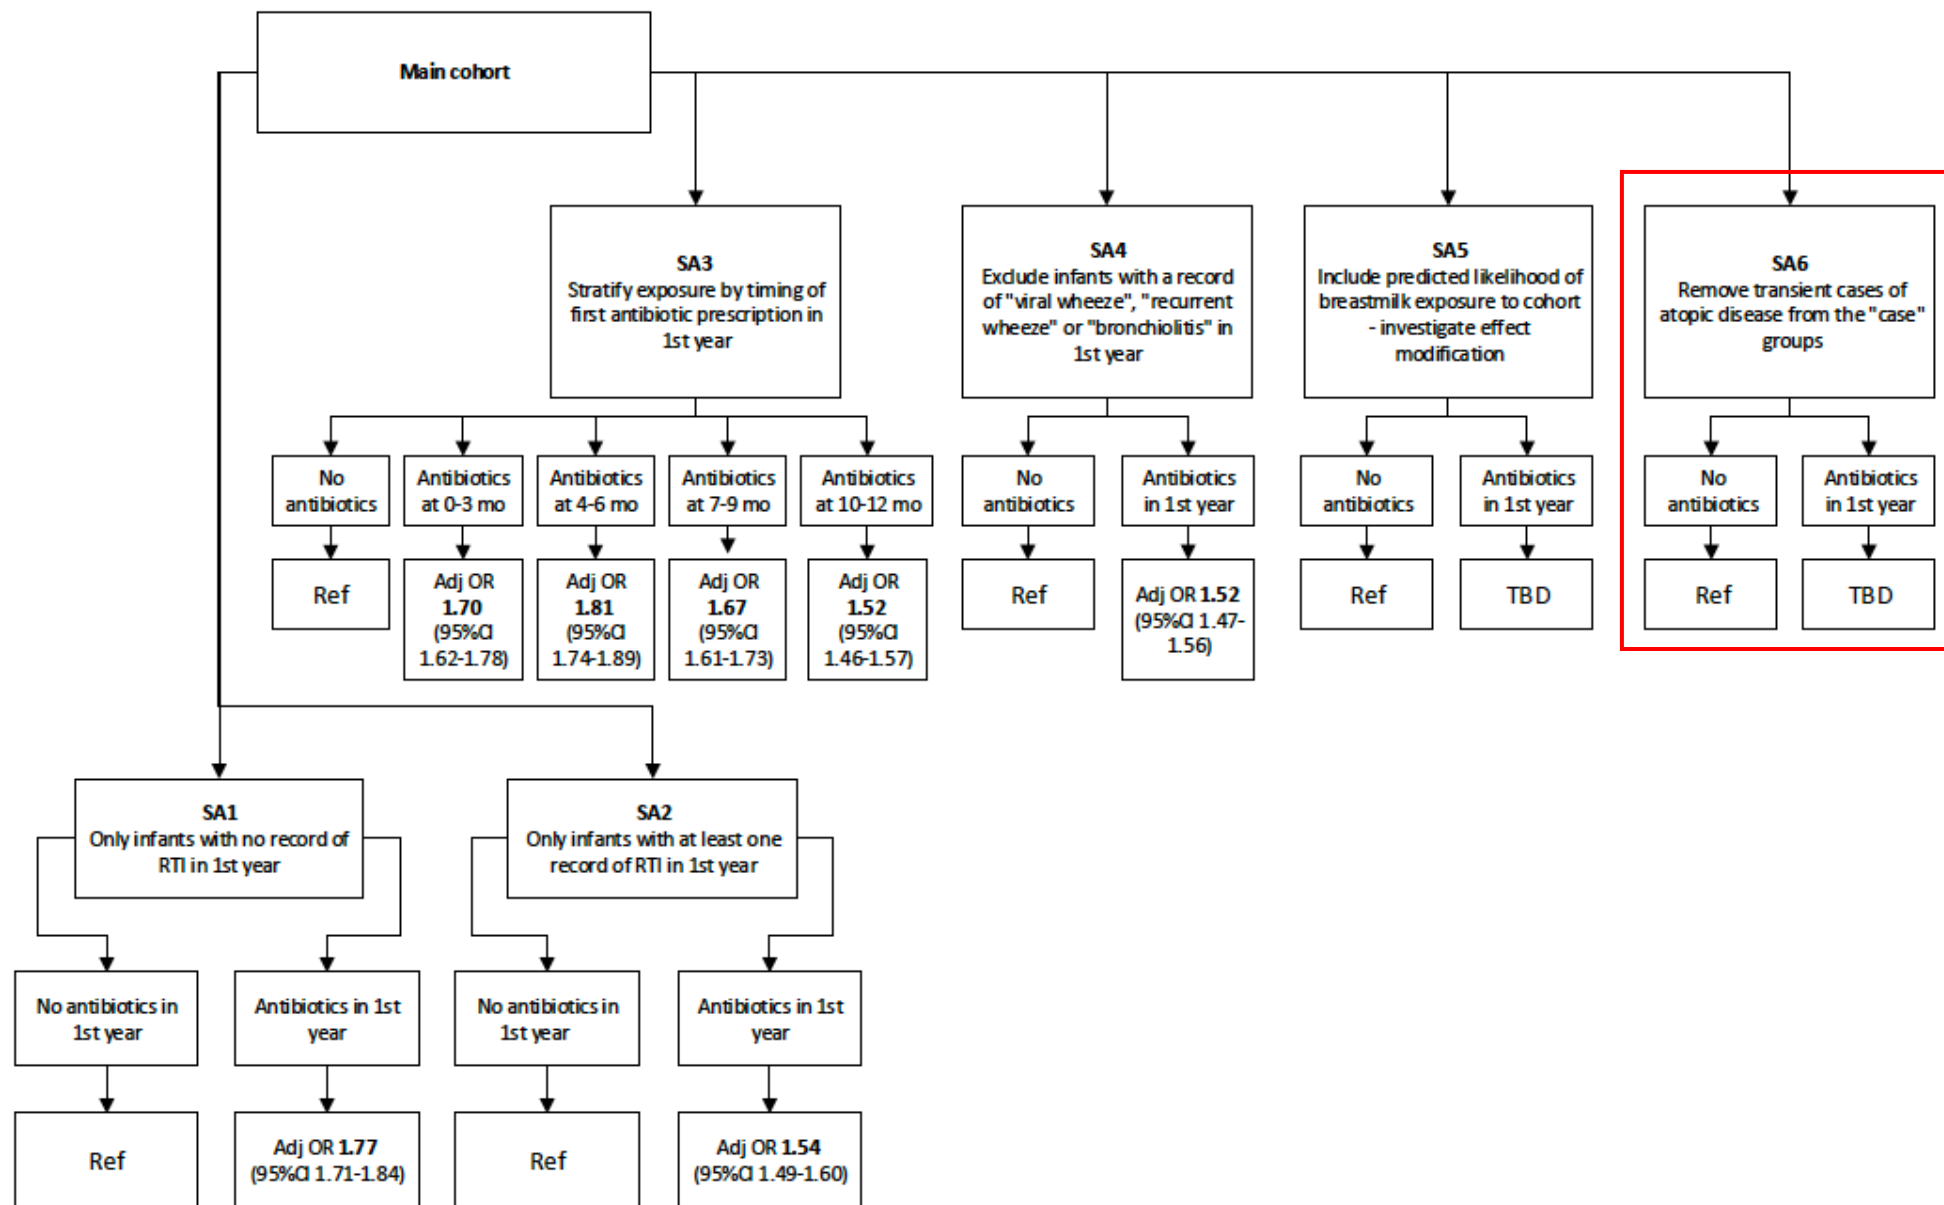 Main cohort
SA3
Stratify exposure by timing of
first antibiotic prescription in
1st year
SA4
Exclude infants with a record
of "viral wheeze", "recurrent
wheeze" or "bronchiolitis" in
1st year
SA5
Include predicted likelihood of
breastmilk exposure to cohort
- investigate effect
modification
SA6
Remove transient cases of
atopic disease from the "case"
groups
No
antibiotics
Antibiotics
at 0-3 mo
Antibiotics
at 4-6 mo
Antibiotics
at 7-9 mo
Antibiotics
at 10-12 mo
No
antibiotics
Antibiotics
in 1st year
No
antibiotics
Antibiotics
in 1st year
No
antibiotics
Antibiotics
in 1st year
Ref
Adj OR
1.70
(95%CI
1.62-1.78)
Adj OR
1.81
(95%CI
1.74-1.89)
Adj OR
1.67
(95%CI
1.61-1.73)
Adj OR
1.52
(95%CI
1.46-1.57)
Ref
Adj OR 1.52
(95%CI 1.47-
1.56)
Ref
TBD
Ref
TBD
SA1
Only infants with no record of
RTI in 1st year
SA2
Only infants with at least one
record of RTI in 1st year
No antibiotics in
1st year
Antibiotics in 1st
year
No antibiotics in
1st year
Antibiotics in 1st
year
Ref
Adj OR 1.77
(95%CI 1.71-1.84)
Ref
Adj OR 1.54
(95%CI 1.49-1.60)